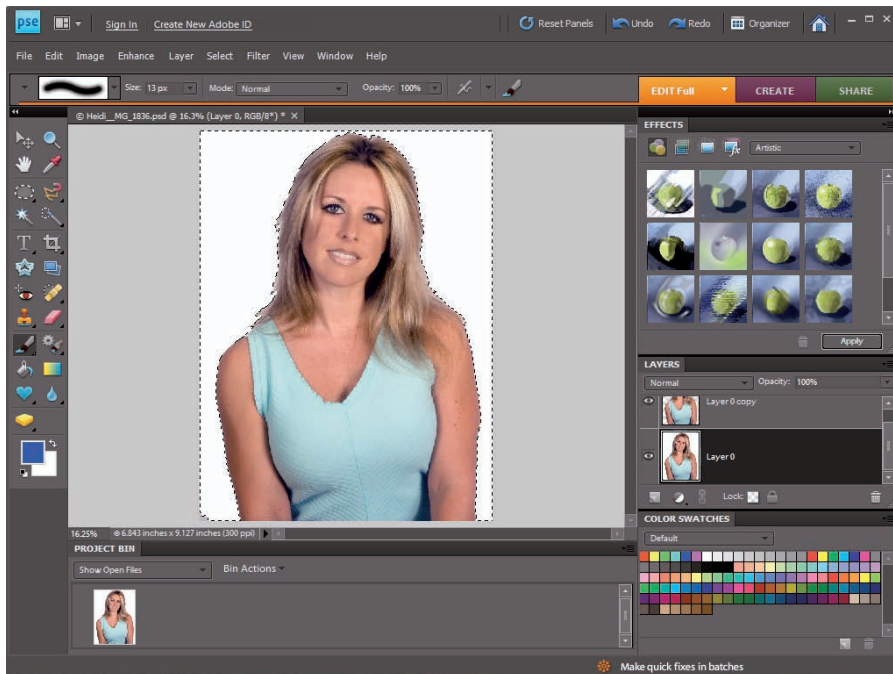 pse Sign In Create New Adobe ID Reset Panels Undo Redo Organizer
File Edit Image Enhance Layer Select Filter View Window Help
Size: 13 px Mode: Normal Opacity: 100% EDIT Full CREATE SHARE
© Heidi__MG_1836.psd @ 16.3% (Layer 0, RGB/8*) * ×
EFFECTS
Artistic
Apply
LAYERS
Normal Opacity: 100%
Layer 0 copy
Layer 0
Lock:
COLOR SWATCHES
Default
16.25% 6.843 inches x 9.127 inches (300 ppi)
PROJECT BIN
Show Open Files Bin Actions
Make quick fixes in batches